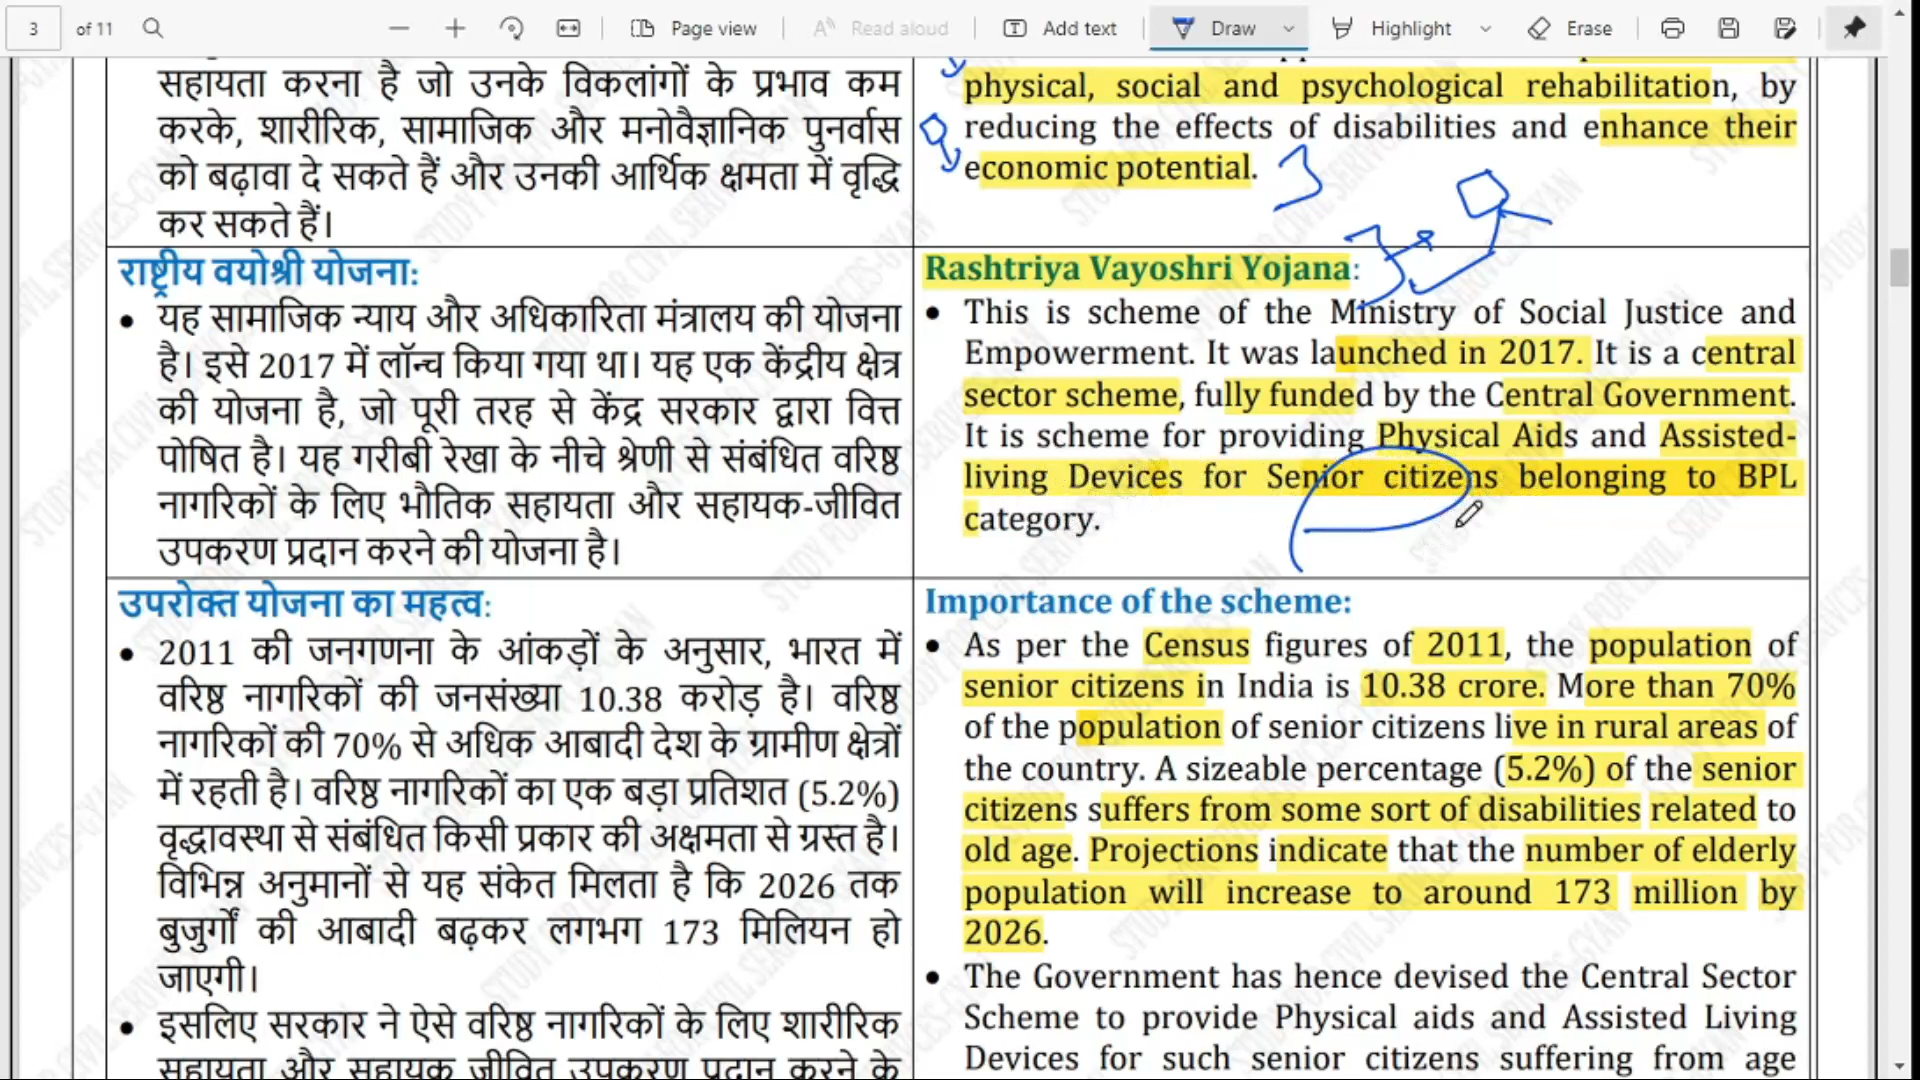 3 of 11 Page view Read aloud Add text Draw Highlight Erase
सहायता करना है जो उनके विकलांगों के प्रभाव कम
करके, शारीरिक, सामाजिक और मनोवैज्ञानिक पुनर्वास
को बढ़ावा दे सकते हैं और उनकी आर्थिक क्षमता में वृद्धि
कर सकते हैं।
physical, social and psychological rehabilitation, by
reducing the effects of disabilities and enhance their
economic potential.
राष्ट्रीय वयोश्री योजना:
यह सामाजिक न्याय और अधिकारिता मंत्रालय की योजना
है। इसे 2017 में लॉन्च किया गया था। यह एक केंद्रीय क्षेत्र
की योजना है, जो पूरी तरह से केंद्र सरकार द्वारा वित्त
पोषित है। यह गरीबी रेखा के नीचे श्रेणी से संबंधित वरिष्ठ
नागरिकों के लिए भौतिक सहायता और सहायक-जीवित
उपकरण प्रदान करने की योजना है।
Rashtriya Vayoshri Yojana:
This is scheme of the Ministry of Social Justice and
Empowerment. It was launched in 2017. It is a central
sector scheme, fully funded by the Central Government.
It is scheme for providing Physical Aids and Assisted-
living Devices for Senior citizens belonging to BPL
category.
उपरोक्त योजना का महत्व:
2011 की जनगणना के आंकड़ों के अनुसार, भारत में
वरिष्ठ नागरिकों की जनसंख्या 10.38 करोड़ है। वरिष्ठ
नागरिकों की 70% से अधिक आबादी देश के ग्रामीण क्षेत्रों
में रहती है। वरिष्ठ नागरिकों का एक बड़ा प्रतिशत (5.2%)
वृद्धावस्था से संबंधित किसी प्रकार की अक्षमता से ग्रस्त है।
विभिन्न अनुमानों से यह संकेत मिलता है कि 2026 तक
बुजुर्गों की आबादी बढ़कर लगभग 173 मिलियन हो
जाएगी।
इसलिए सरकार ने ऐसे वरिष्ठ नागरिकों के लिए शारीरिक
सहायता और सहायक जीवित उपकरण प्रदान करने के
Importance of the scheme:
As per the Census figures of 2011, the population of
senior citizens in India is 10.38 crore. More than 70%
of the population of senior citizens live in rural areas of
the country. A sizeable percentage (5.2%) of the senior
citizens suffers from some sort of disabilities related to
old age. Projections indicate that the number of elderly
population will increase to around 173 million by
2026.
The Government has hence devised the Central Sector
Scheme to provide Physical aids and Assisted Living
Devices for such senior citizens suffering from age